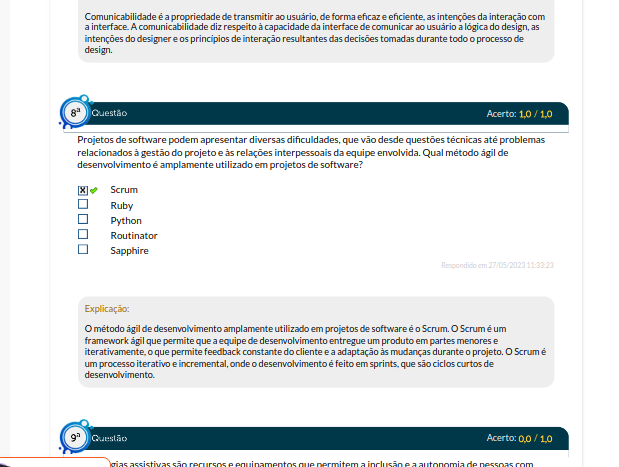 Comunicabilidade é a propriedade de transmitir ao usuário, de forma eficaz e eficiente, as intenções da interação com
a interface. A comunicabilidade diz respeito à capacidade da interface de comunicar ao usuário a lógica do design, as
intenções do designer e os princípios de interação resultantes das decisões tomadas durante todo o processo de
design.
8ª Questão Acerto: 1,0 / 1,0
Projetos de software podem apresentar diversas dificuldades, que vão desde questões técnicas até problemas
relacionados à gestão do projeto e às relações interpessoais da equipe envolvida. Qual método ágil de
desenvolvimento é amplamente utilizado em projetos de software?
Scrum
Ruby
Python
Routinator
Sapphire
Respondido em 27/05/2023 11:33:23
Explicação:
O método ágil de desenvolvimento amplamente utilizado em projetos de software é o Scrum. O Scrum é um
framework ágil que permite que a equipe de desenvolvimento entregue um produto em partes menores e
iterativamente, o que permite feedback constante do cliente e a adaptação às mudanças durante o projeto. O Scrum é
um processo iterativo e incremental, onde o desenvolvimento é feito em sprints, que são ciclos curtos de
desenvolvimento.
9ª Questão Acerto: 0,0 / 1,0
assistivas são recursos e equipamentos que permitem a inclusão e a autonomia de pessoas com